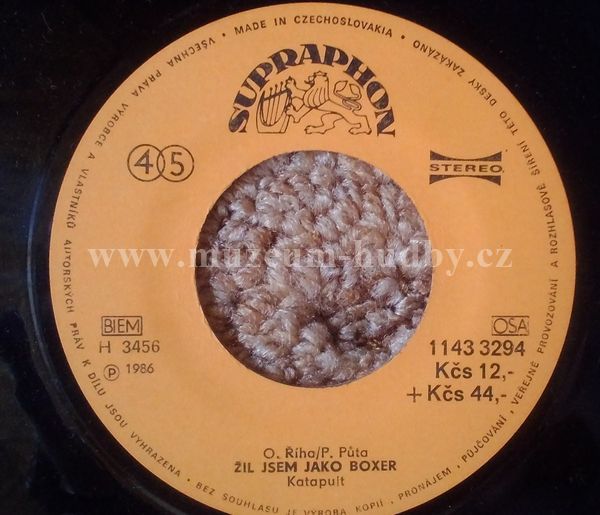 MADE IN CZECHOSLOVAKIA • VŠECHNA PRÁVA VÝROBCE A VLASTNÍKŮ AUTORSKÝCH PRÁV K DÍLU JSOU VYHRAZENA • BEZ SOUHLASU JE VÝROBA KOPIÍ, PRONÁJEM, PŮJČOVÁNÍ, VEŘEJNÉ PROVOZOVÁNÍ A ROZHLASOVÉ ŠÍŘENÍ TÉTO DESKY ZAKÁZÁNO •
SUPRAPHON
45
STEREO
www.muzeum-hudby.cz
BIEM
OSA
H 3456
1143 3294
Ⓟ 1986
Kčs 12,-
+ Kčs 44,-
O. Říha/P. Půta
ŽIL JSEM JAKO BOXER
Katapult